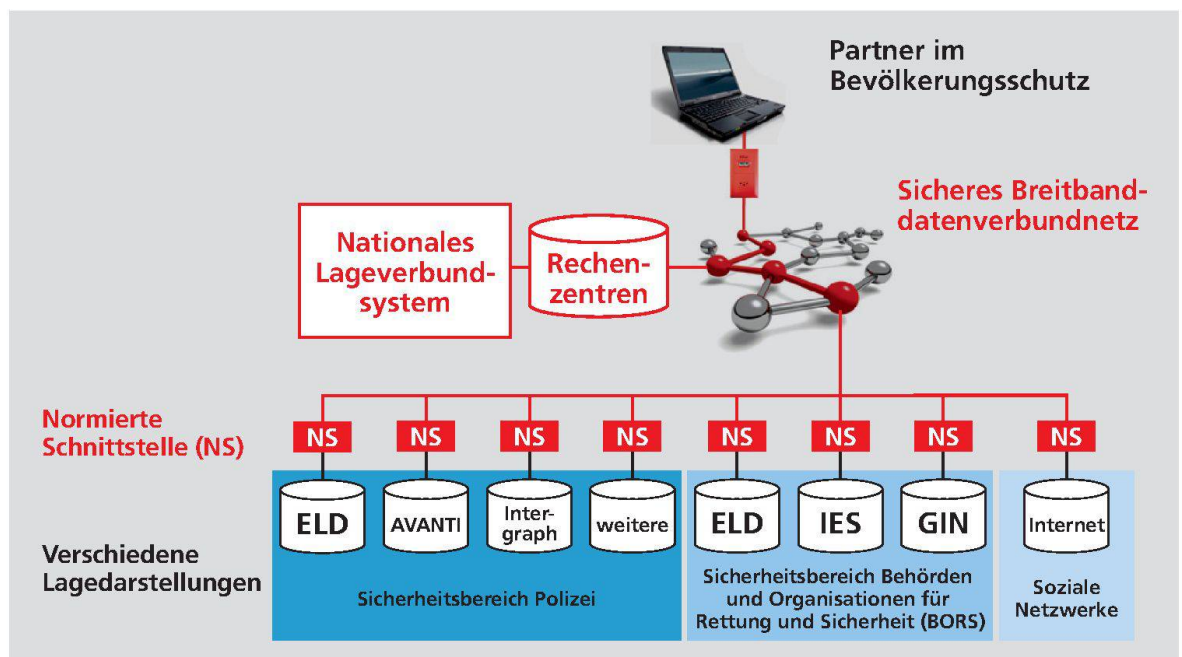 Partner im
Bevölkerungsschutz
Sicheres Breitband-
datenverbundnetz
Nationales
Lageverbund-
system
Rechen-
zentren
Normierte
Schnittstelle (NS)
NS
NS
NS
NS
NS
NS
NS
NS
Verschiedene
Lagedarstellungen
ELD
AVANTI
Inter-
graph
weitere
Sicherheitsbereich Polizei
ELD
IES
GIN
Sicherheitsbereich Behörden
und Organisationen für
Rettung und Sicherheit (BORS)
Internet
Soziale
Netzwerke